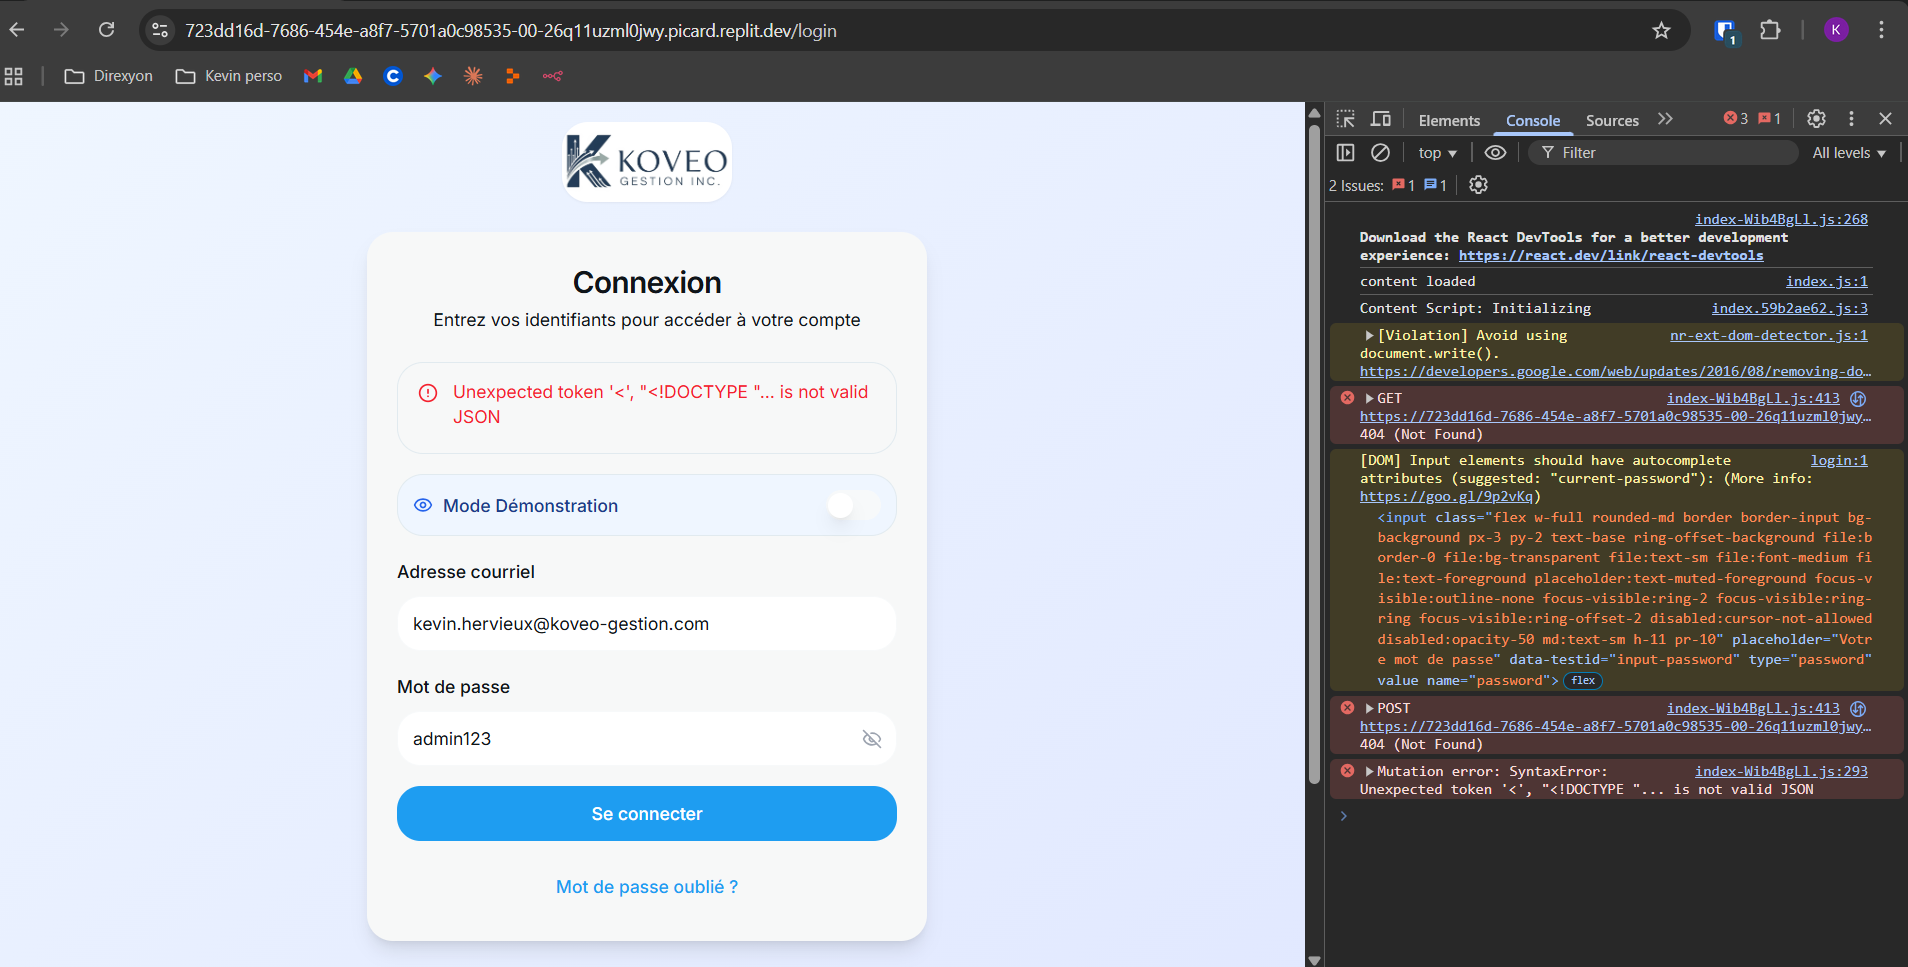 723dd16d-7686-454e-a8f7-5701a0c98535-00-26q11uzml0jwy.picard.replit.dev/login
1
K
Direxyon
Kevin perso
KOVEO
GESTION INC.
Connexion
Entrez vos identifiants pour accéder à votre compte
Unexpected token '<', "<!DOCTYPE "... is not valid
JSON
Mode Démonstration
Adresse courriel
kevin.hervieux@koveo-gestion.com
Mot de passe
admin123
Se connecter
Mot de passe oublié ?
Elements Console Sources 3 1
top Filter All levels
2 Issues: 1 1
index-Wib4BgLl.js:268
Download the React DevTools for a better development
experience: https://react.dev/link/react-devtools
content loaded index.js:1
Content Script: Initializing index.59b2ae62.js:3
[Violation] Avoid using nr-ext-dom-detector.js:1
document.write().
https://developers.google.com/web/updates/2016/08/removing-do…
GET index-Wib4BgLl.js:413
https://723dd16d-7686-454e-a8f7-5701a0c98535-00-26q11uzml0jwy…
404 (Not Found)
[DOM] Input elements should have autocomplete login:1
attributes (suggested: "current-password"): (More info:
https://goo.gl/9p2vKq)
<input class="flex w-full rounded-md border border-input bg-
background px-3 py-2 text-base ring-offset-background file:b
order-0 file:bg-transparent file:text-sm file:font-medium fi
le:text-foreground placeholder:text-muted-foreground focus-v
isible:outline-none focus-visible:ring-2 focus-visible:ring-
ring focus-visible:ring-offset-2 disabled:cursor-not-allowed
disabled:opacity-50 md:text-sm h-11 pr-10" placeholder="Votr
e mot de passe" data-testid="input-password" type="password"
value name="password"> flex
POST index-Wib4BgLl.js:413
https://723dd16d-7686-454e-a8f7-5701a0c98535-00-26q11uzml0jwy…
404 (Not Found)
Mutation error: SyntaxError: index-Wib4BgLl.js:293
Unexpected token '<', "<!DOCTYPE "... is not valid JSON